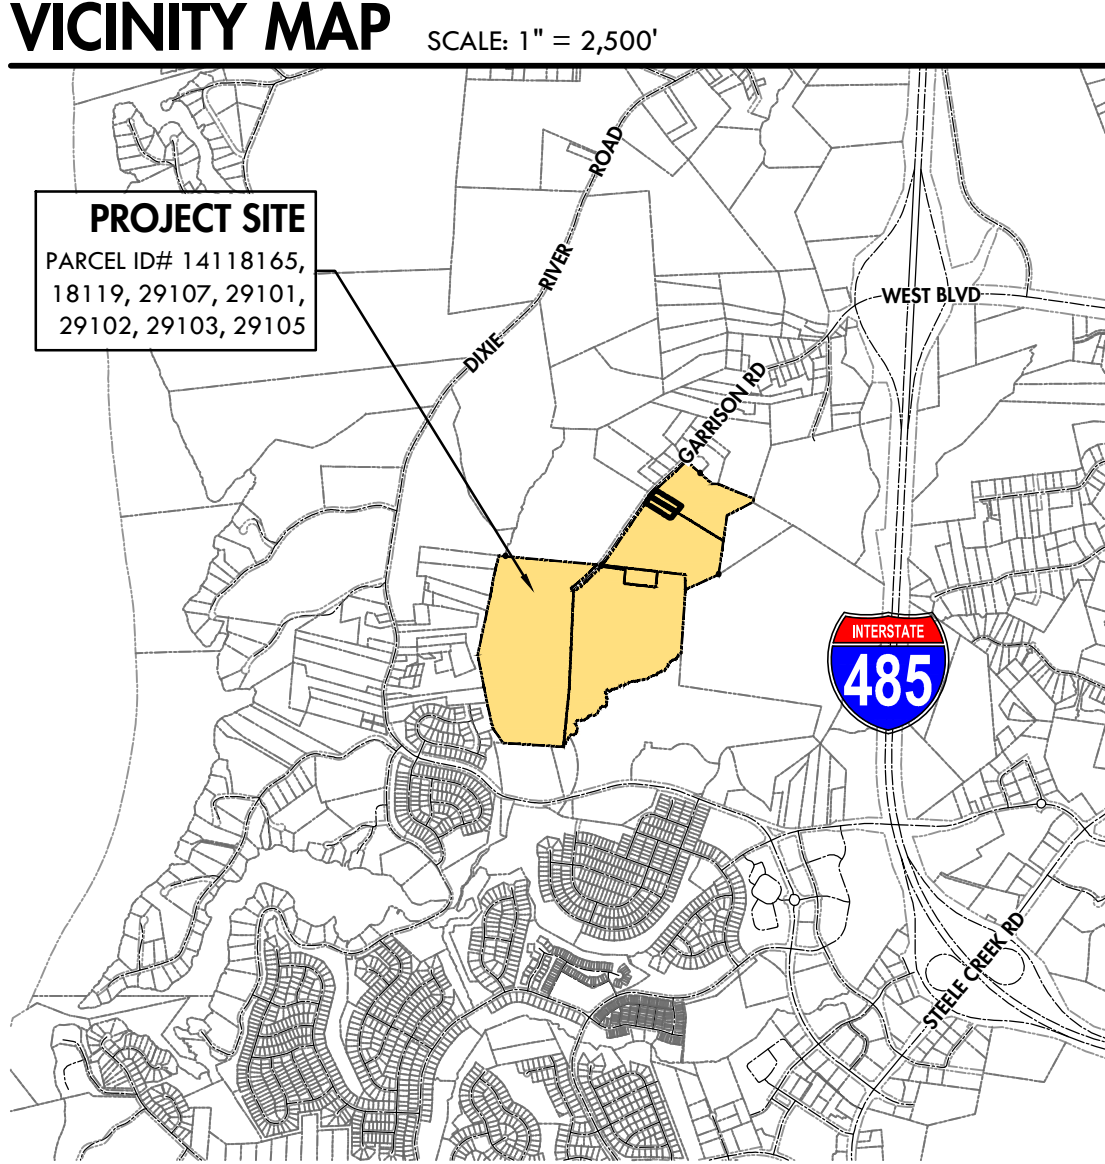 VICINITY MAP SCALE: 1" = 2,500'
PROJECT SITE
PARCEL ID# 14118165,
18119, 29107, 29101,
29102, 29103, 29105
DIXIE RIVER ROAD
WEST BLVD
GARRISON RD
INTERSTATE
485
STEELE CREEK RD